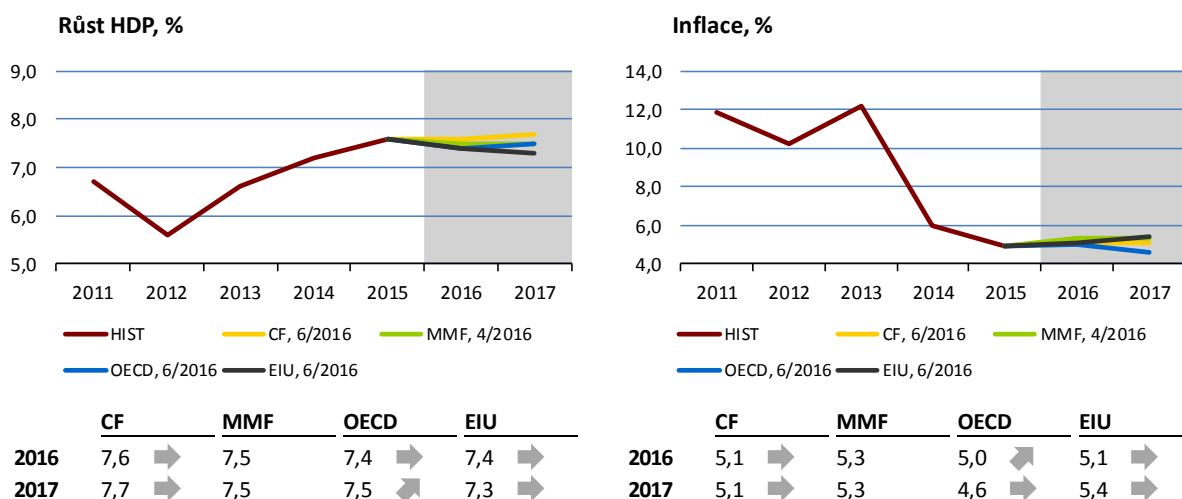 Růst HDP, %
9,0
8,0
7,0
6,0
5,0
2011 2012 2013 2014 2015 2016 2017
HIST CF, 6/2016 MMF, 4/2016
OECD, 6/2016 EIU, 6/2016
CF MMF OECD EIU
2016 7,6 7,5 7,4 7,4
2017 7,7 7,5 7,5 7,3
Inflace, %
14,0
12,0
10,0
8,0
6,0
4,0
2011 2012 2013 2014 2015 2016 2017
HIST CF, 6/2016 MMF, 4/2016
OECD, 6/2016 EIU, 6/2016
CF MMF OECD EIU
2016 5,1 5,3 5,0 5,1
2017 5,1 5,3 4,6 5,4